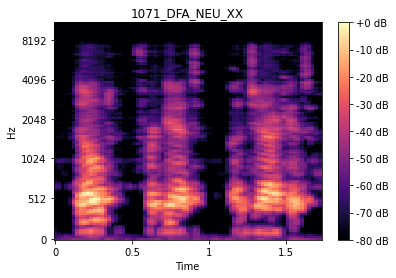 1071_DFA_NEU_XX
+0 dB
8192
-10 dB
4096
-20 dB
-30 dB
2048
-40 dB
Hz
1024
-50 dB
512
-60 dB
-70 dB
0
-80 dB
0 0.5 1 1.5
Time